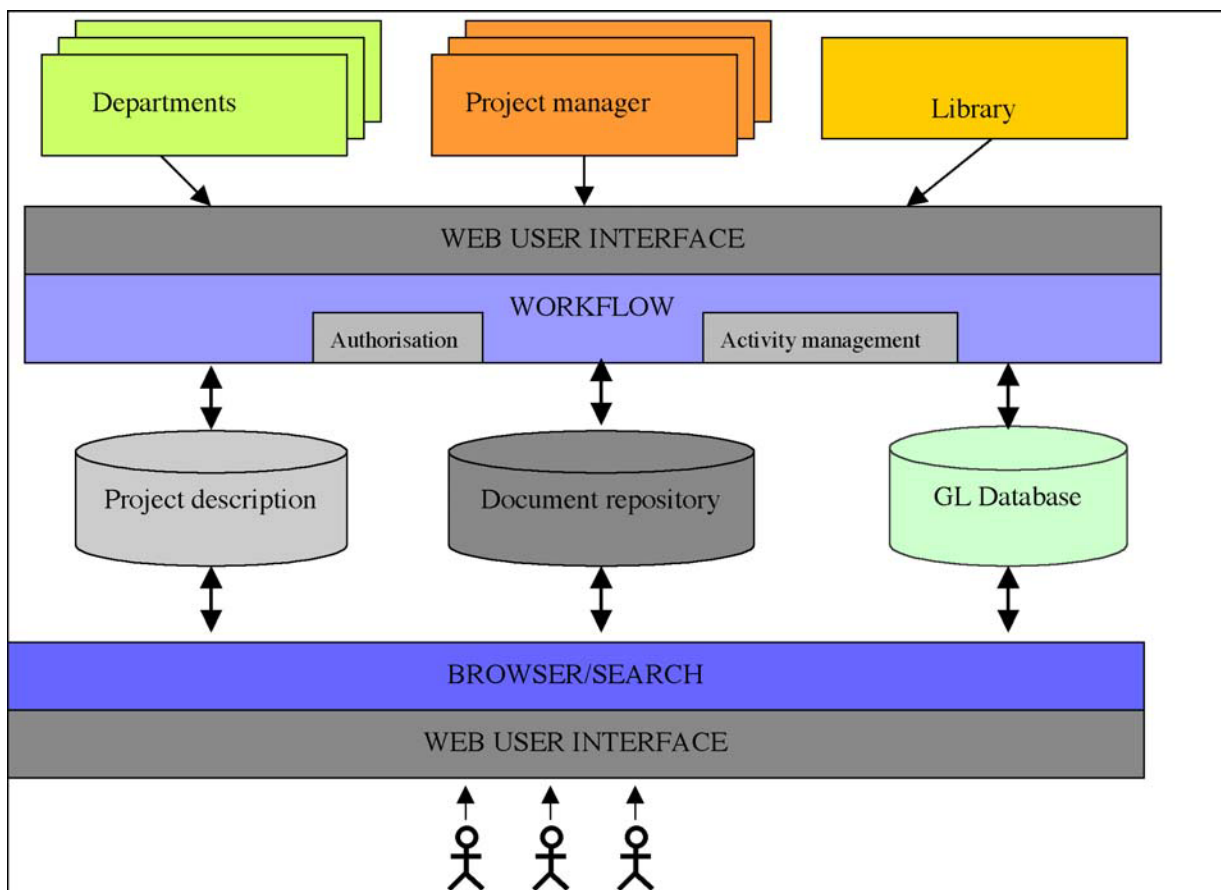 Departments
Project manager
Library
WEB USER INTERFACE
WORKFLOW
Authorisation
Activity management
Project description
Document repository
GL Database
BROWSER/SEARCH
WEB USER INTERFACE